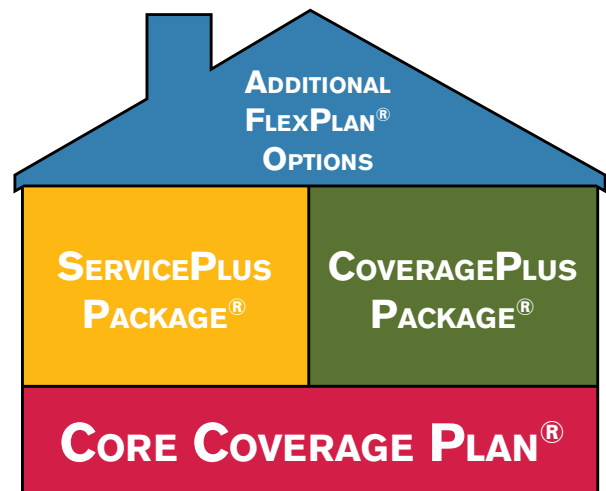 Additional
FlexPlan®
Options
ServicePlus
Package®
CoveragePlus
Package®
Core Coverage Plan®